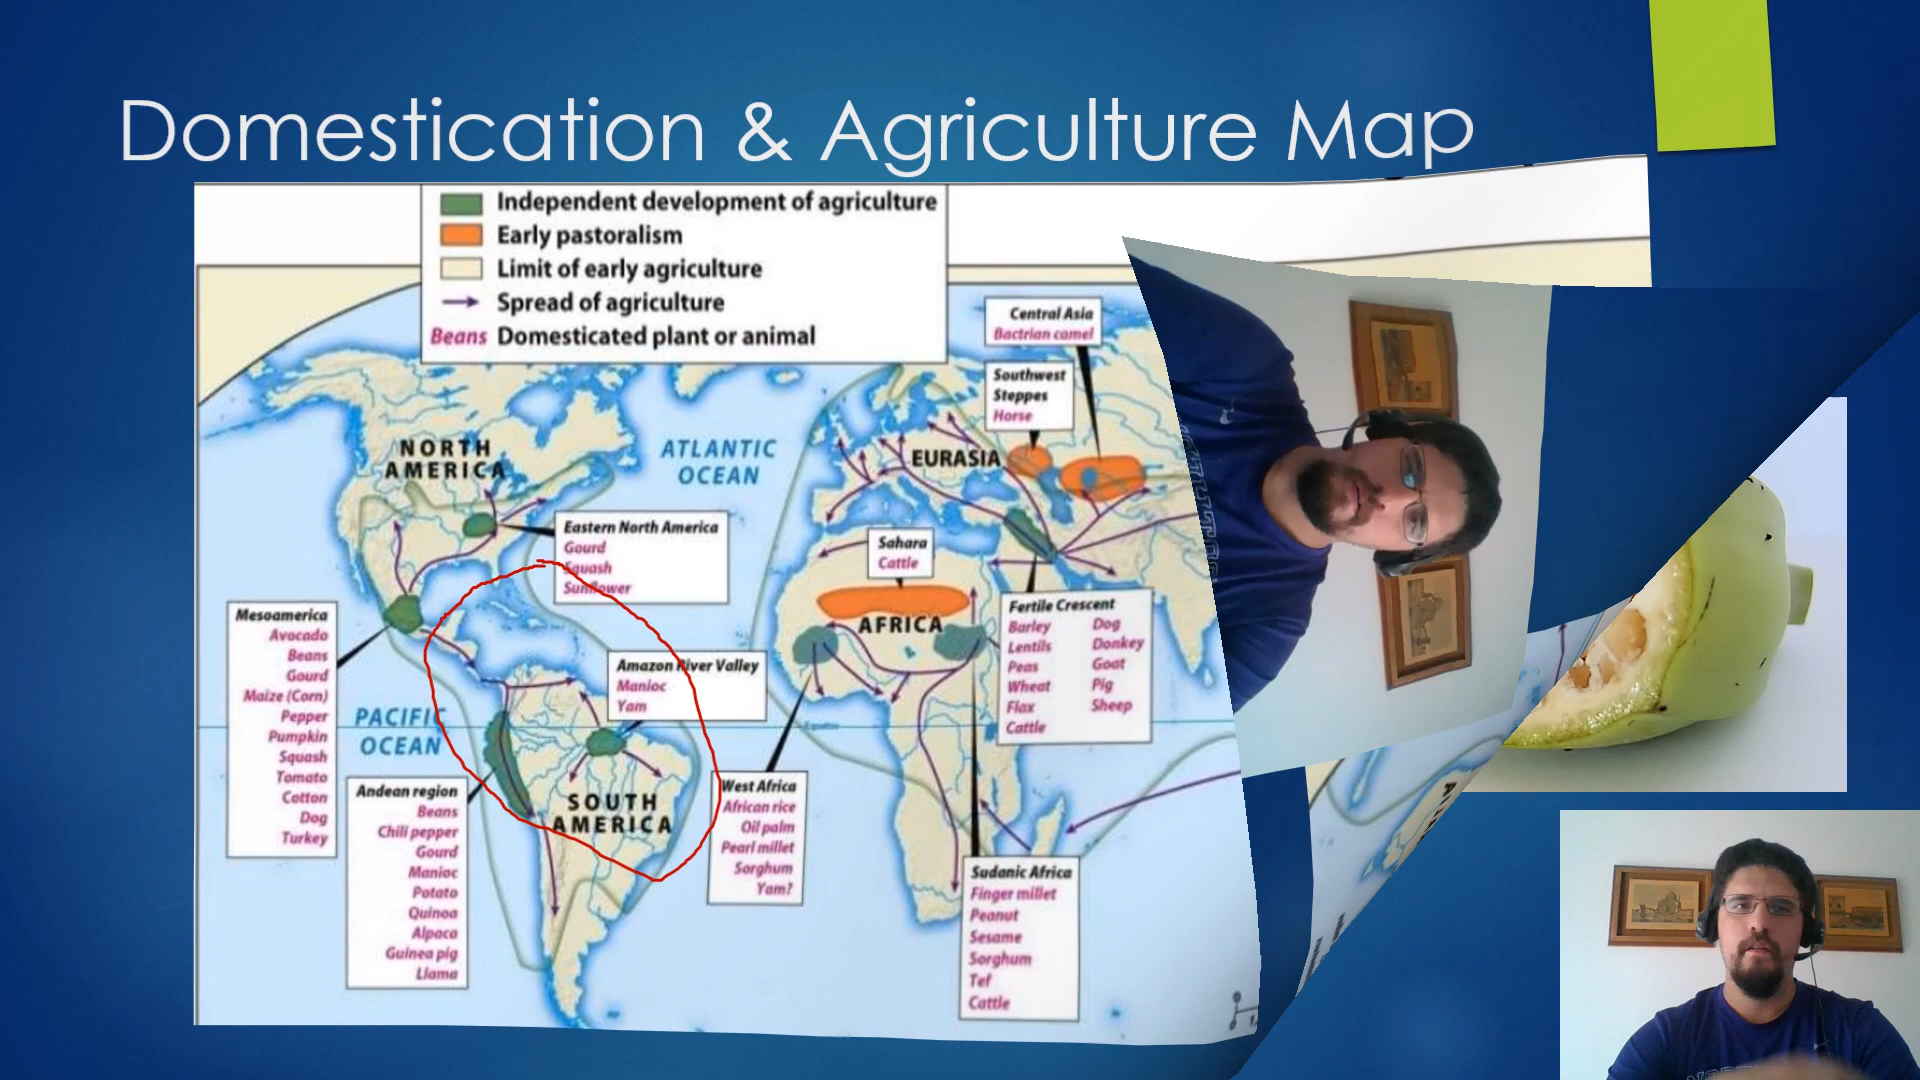 Domestication & Agriculture Map
Independent development of agriculture
Early pastoralism
Limit of early agriculture
Spread of agriculture
Beans Domesticated plant or animal
Central Asia
Bactrian camel
Southwest
Steppes
Horse
NORTH
AMERICA
ATLANTIC
OCEAN
EURASIA
Eastern North America
Gourd
Squash
Sunflower
Sahara
Cattle
AFRICA
Mesoamerica
Avocado
Beans
Gourd
Maize (Corn)
Pepper
Pumpkin
Squash
Tomato
Cotton
Dog
Turkey
Amazon River Valley
Manioc
Yam
Fertile Crescent
Barley
Lentils
Peas
Wheat
Flax
Cattle
Dog
Donkey
Goat
Pig
Sheep
PACIFIC
OCEAN
Equator
Andean region
Beans
Chili pepper
Gourd
Manioc
Potato
Quinoa
Alpaca
Guinea pig
Llama
SOUTH
AMERICA
West Africa
African rice
Oil palm
Pearl millet
Sorghum
Yam?
Sudanic Africa
Finger millet
Peanut
Sesame
Sorghum
Tef
Cattle